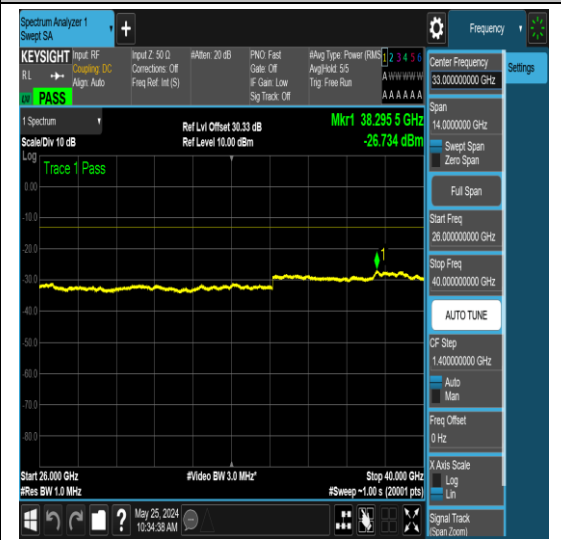 Spectrum Analyzer 1
Swept SA
+
Frequency
KEYSIGHT
RL
PASS
Input: RF
Coupling: DC
Align: Auto
Input Z: 50 Ω
Corrections: Off
Freq Ref: Int (S)
#Atten: 20 dB
PNO: Fast
Gate: Off
IF Gain: Low
Sig Track: Off
#Avg Type: Power (RMS
Avg|Hold: 5/5
Trig: Free Run
1 2 3 4 5 6
A W W W W W
A A A A A A
1 Spectrum
Scale/Div 10 dB
Ref Lvl Offset 30.33 dB
Ref Level 10.00 dBm
Mkr1 38.295 5 GHz
-26.734 dBm
Log
Trace 1 Pass
0.00
-10.0
-20.0
-30.0
-40.0
-50.0
-60.0
-70.0
-80.0
1
Start 26.000 GHz
#Res BW 1.0 MHz
#Video BW 3.0 MHz*
Stop 40.000 GHz
#Sweep ~1.00 s (20001 pts)
May 25, 2024
10:34:38 AM
?
Center Frequency
33.000000000 GHz
Settings
Span
14.0000000 GHz
Swept Span
Zero Span
Full Span
Start Freq
26.000000000 GHz
Stop Freq
40.000000000 GHz
AUTO TUNE
CF Step
1.400000000 GHz
Auto
Man
Freq Offset
0 Hz
X Axis Scale
Log
Lin
Signal Track
(Span Zoom)